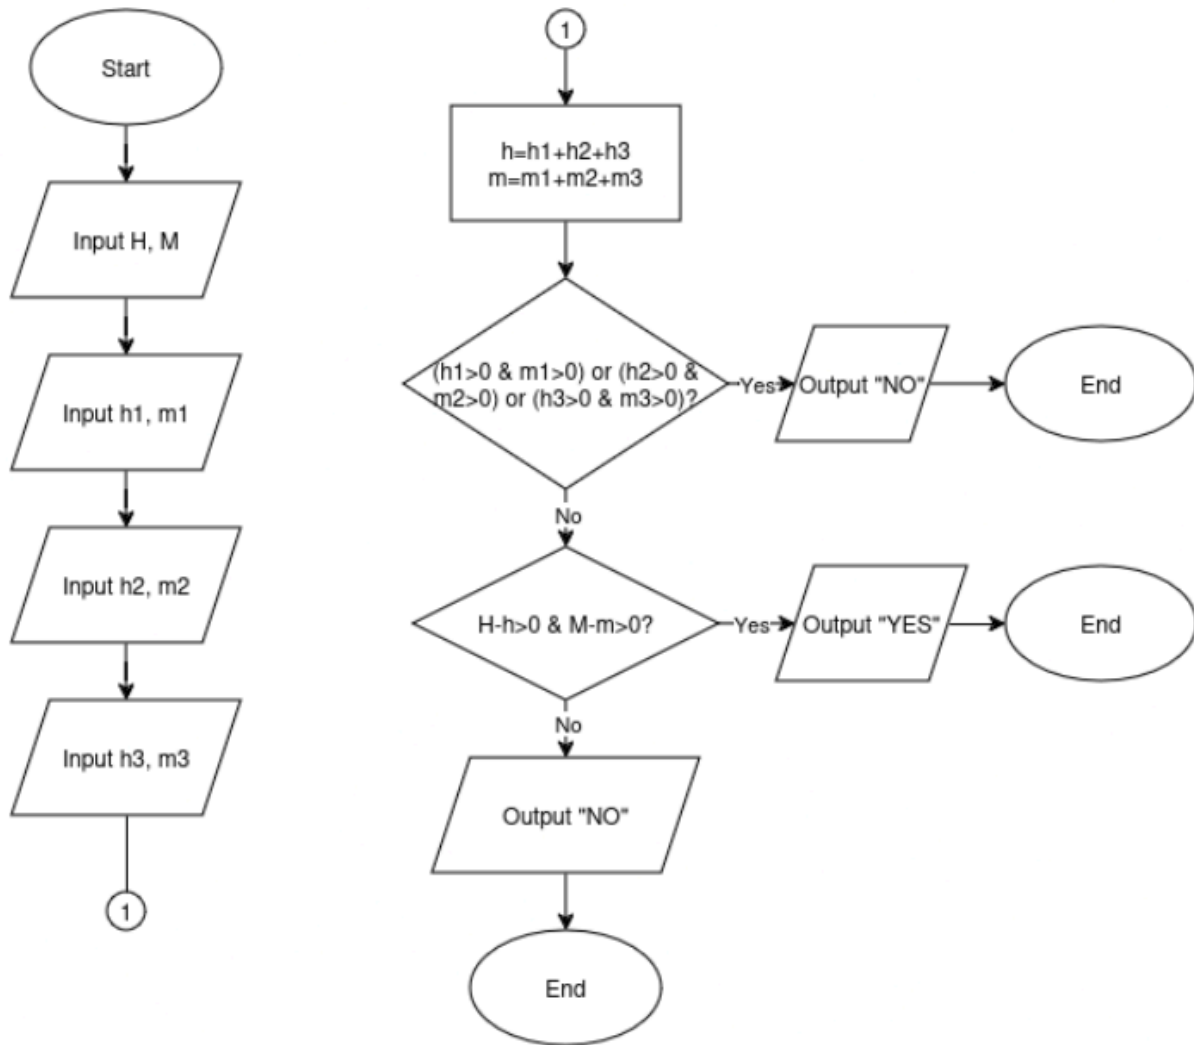 Start
Input H, M
Input h1, m1
Input h2, m2
Input h3, m3
1
1
h=h1+h2+h3
m=m1+m2+m3
(h1>0 & m1>0) or (h2>0 &
m2>0) or (h3>0 & m3>0)?
Yes
Output "NO"
End
No
H-h>0 & M-m>0?
Yes
Output "YES"
End
No
Output "NO"
End